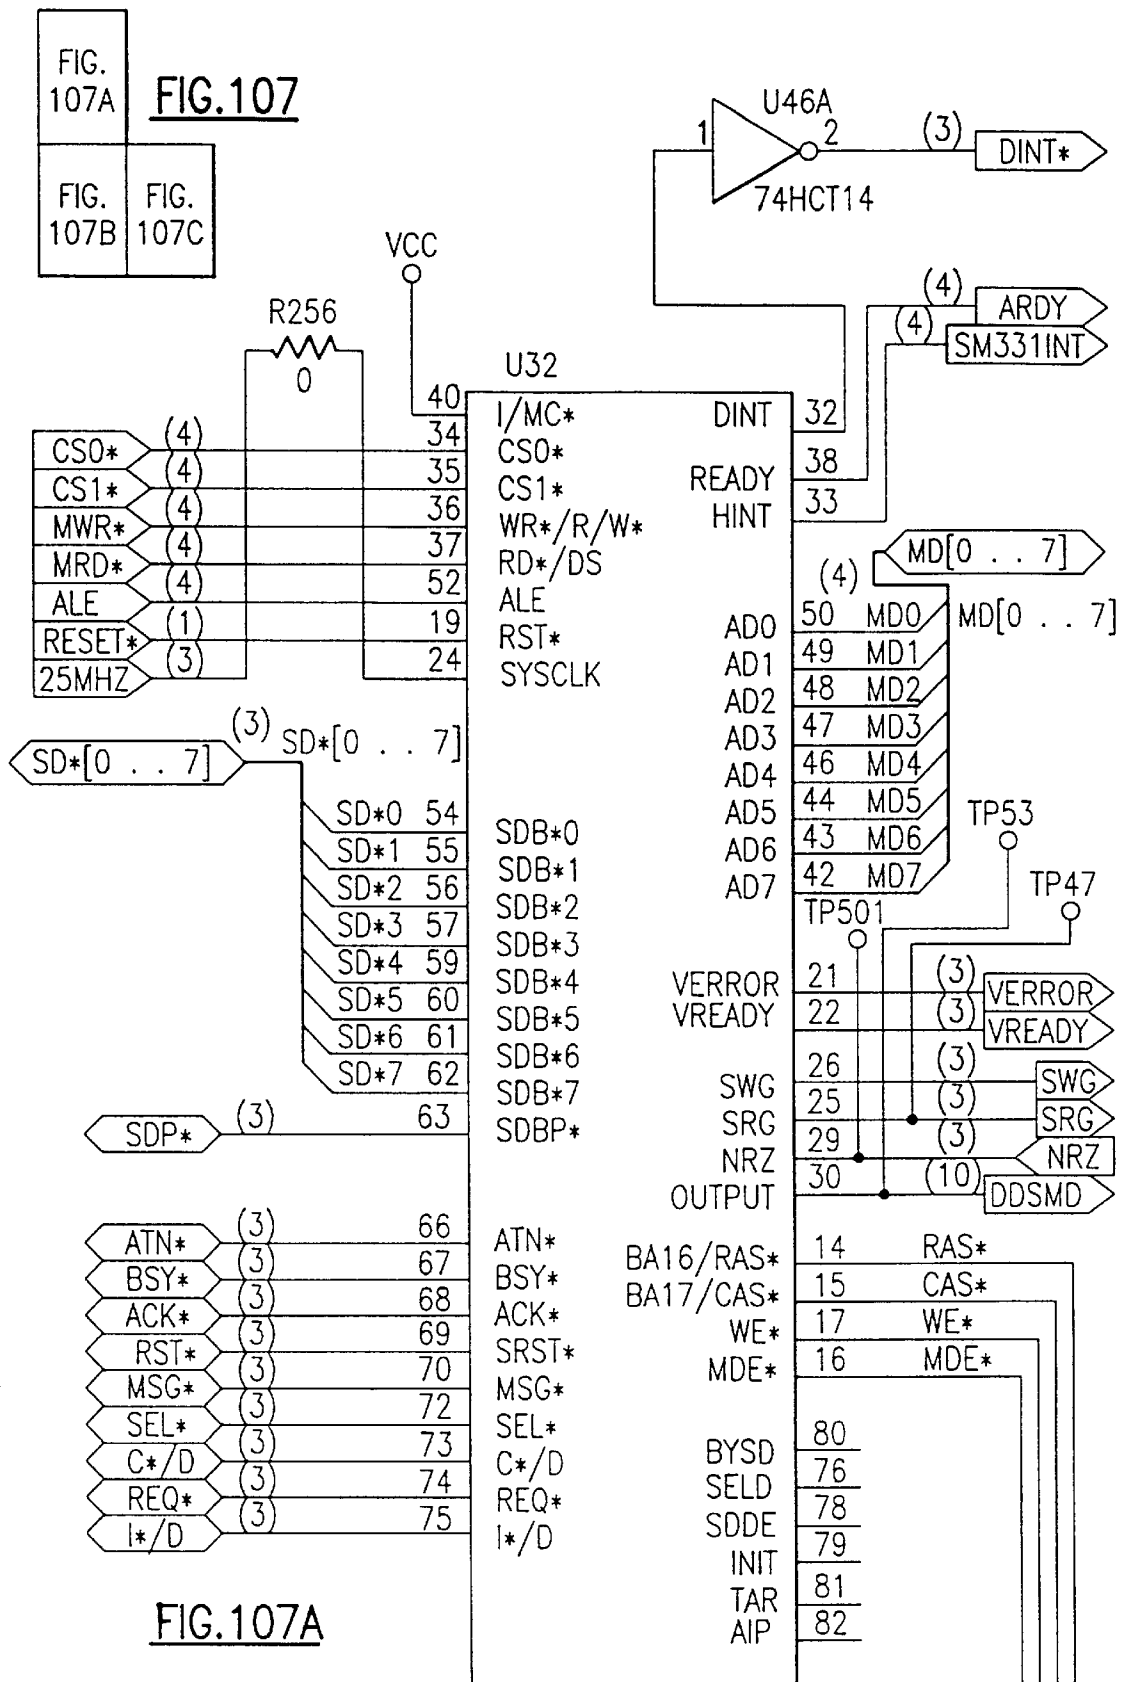 FIG. 107A
FIG. 107B
FIG. 107C
FIG.107
U46A
1
2
(3)
DINT*
74HCT14
VCC
R256
0
U32
(4)
ARDY
(4)
SM331INT
40 I/MC*
CS0* (4) 34 CS0*
CS1* (4) 35 CS1*
MWR* (4) 36 WR*/R/W*
MRD* (4) 37 RD*/DS
ALE (4) 52 ALE
RESET* (1) 19 RST*
25MHZ (3) 24 SYSCLK
DINT 32
READY 38
HINT 33
MD[0 . . 7]
(4)
MD[0 . . 7]
AD0 50 MD0
AD1 49 MD1
AD2 48 MD2
AD3 47 MD3
AD4 46 MD4
AD5 44 MD5
AD6 43 MD6
AD7 42 MD7
SD*[0 . . 7] (3) SD*[0 . . 7]
SD*0 54 SDB*0
SD*1 55 SDB*1
SD*2 56 SDB*2
SD*3 57 SDB*3
SD*4 59 SDB*4
SD*5 60 SDB*5
SD*6 61 SDB*6
SD*7 62 SDB*7
SDP* (3) 63 SDBP*
TP53
TP47
TP501
VERROR 21 (3) VERROR
VREADY 22 (3) VREADY
SWG 26 (3) SWG
SRG 25 (3) SRG
NRZ 29 (3) NRZ
OUTPUT 30 (10) DDSMD
ATN* (3) 66 ATN*
BSY* (3) 67 BSY*
ACK* (3) 68 ACK*
RST* (3) 69 SRST*
MSG* (3) 70 MSG*
SEL* (3) 72 SEL*
C*/D (3) 73 C*/D
REQ* (3) 74 REQ*
I*/D (3) 75 I*/D
BA16/RAS* 14 RAS*
BA17/CAS* 15 CAS*
WE* 17 WE*
MDE* 16 MDE*
BYSD 80
SELD 76
SDDE 78
INIT 79
TAR 81
AIP 82
FIG.107A